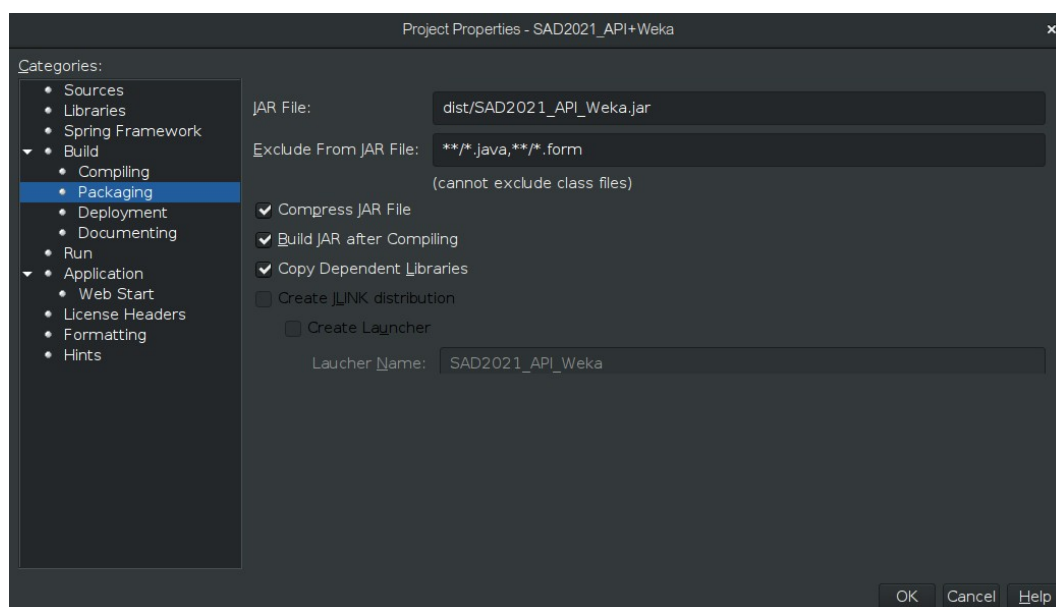 Project Properties - SAD2021_API+Weka
×
Categories:
Sources
Libraries
Spring Framework
Build
Compiling
Packaging
Deployment
Documenting
Run
Application
Web Start
License Headers
Formatting
Hints
JAR File: dist/SAD2021_API_Weka.jar
Exclude From JAR File: **/*.java,**/*.form
(cannot exclude class files)
Compress JAR File
Build JAR after Compiling
Copy Dependent Libraries
Create JLINK distribution
Create Launcher
Laucher Name: SAD2021_API_Weka
OK Cancel Help